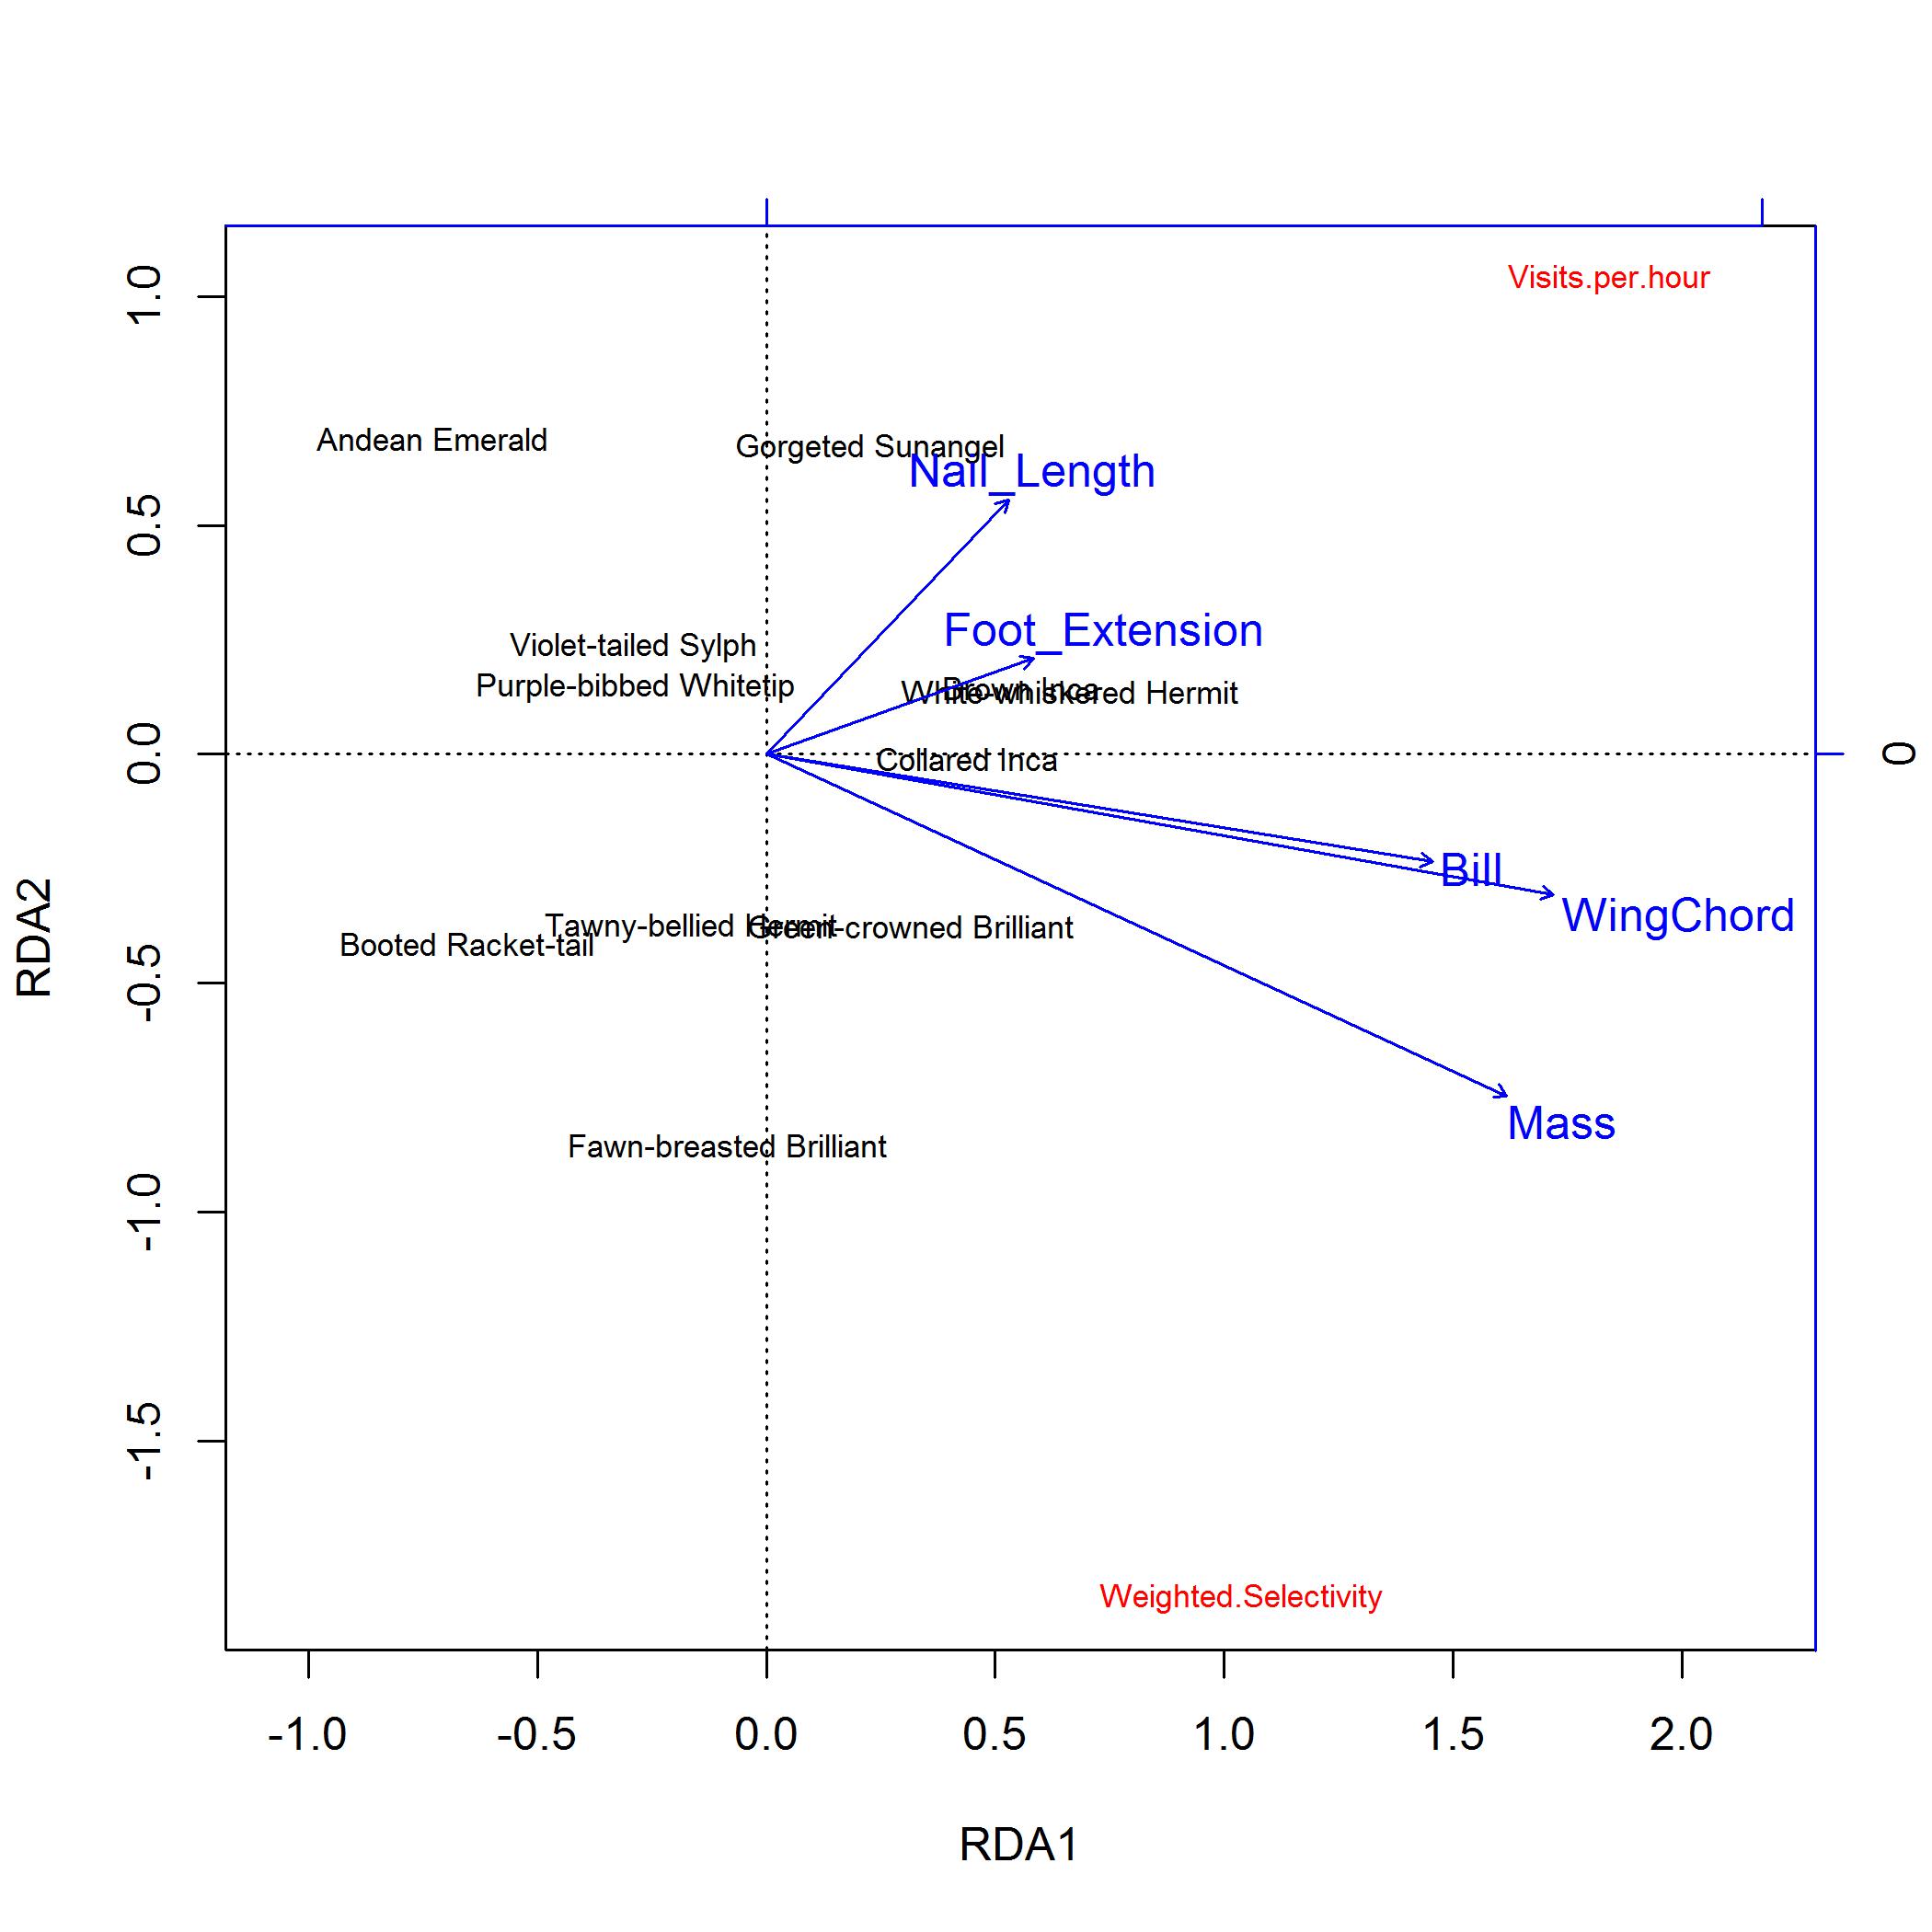 Visits.per.hour
1.0
Andean Emerald
Gorgeted Sunangel
Nail_Length
0.5
Foot_Extension
Violet-tailed Sylph
Purple-bibbed Whitetip
Brown Inca
White-whiskered Hermit
0.0
Collared Inca
0
Bill
WingChord
RDA2
Tawny-bellied Hermit
Green-crowned Brilliant
Booted Racket-tail
-0.5
Mass
Fawn-breasted Brilliant
-1.0
-1.5
Weighted.Selectivity
-1.0 -0.5 0.0 0.5 1.0 1.5 2.0
RDA1